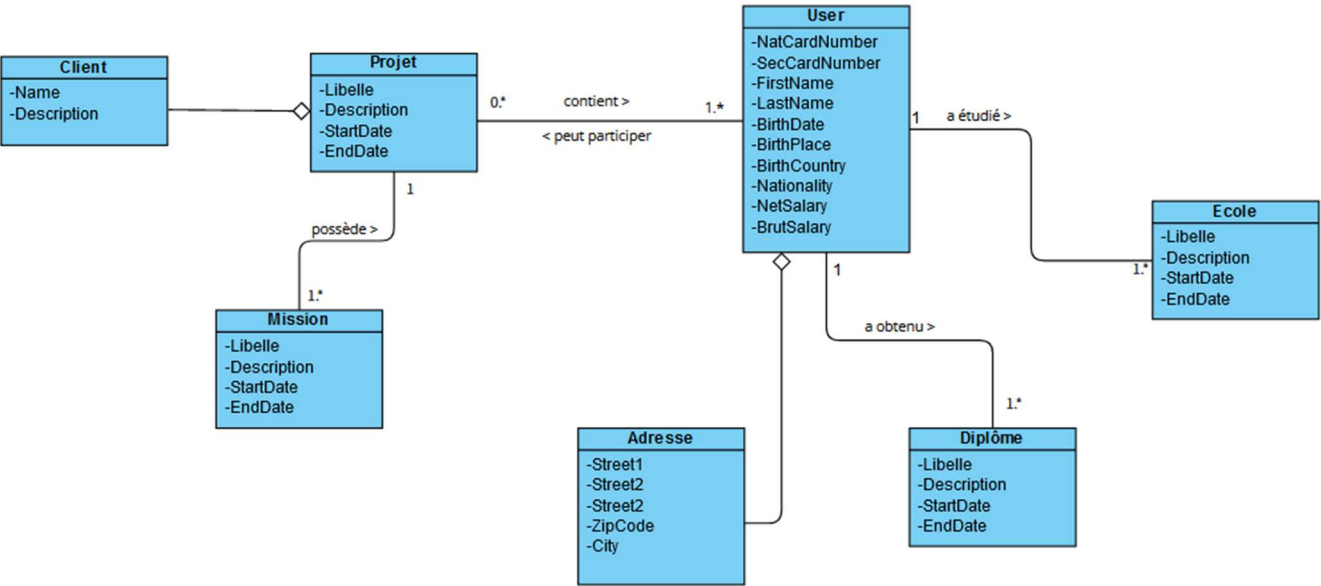 Client
-Name
-Description
Projet
-Libelle
-Description
-StartDate
-EndDate
0.*
contient >
1.*
< peut participer
User
-NatCardNumber
-SecCardNumber
-FirstName
-LastName
-BirthDate
-BirthPlace
-BirthCountry
-Nationality
-NetSalary
-BrutSalary
1
a étudié >
1.*
Ecole
-Libelle
-Description
-StartDate
-EndDate
1
possède >
1.*
Mission
-Libelle
-Description
-StartDate
-EndDate
1
a obtenu >
1.*
Adresse
-Street1
-Street2
-Street2
-ZipCode
-City
Diplôme
-Libelle
-Description
-StartDate
-EndDate